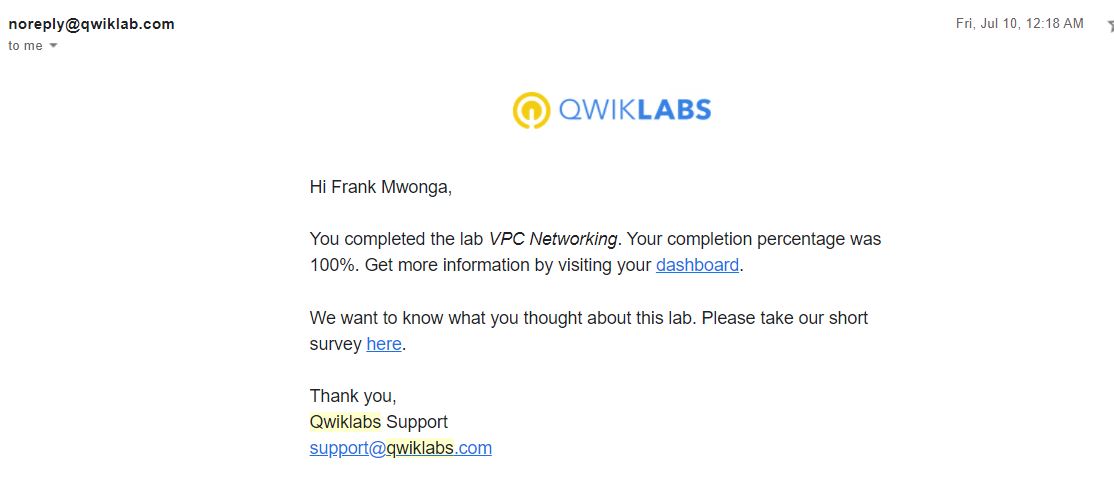 noreply@qwiklab.com
Fri, Jul 10, 12:18 AM
to me
QWIKLABS
Hi Frank Mwonga,
You completed the lab VPC Networking. Your completion percentage was
100%. Get more information by visiting your dashboard.
We want to know what you thought about this lab. Please take our short
survey here.
Thank you,
Qwiklabs Support
support@qwiklabs.com